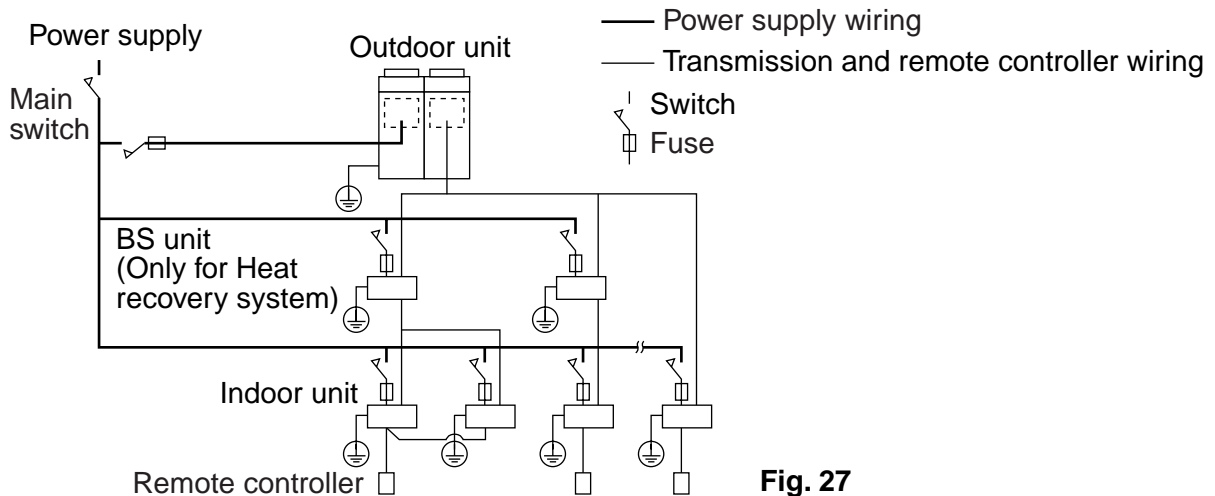 Power supply
Outdoor unit
Power supply wiring
Transmission and remote controller wiring
Main
switch
Switch
Fuse
BS unit
(Only for Heat
recovery system)
Indoor unit
Remote controller
Fig. 27